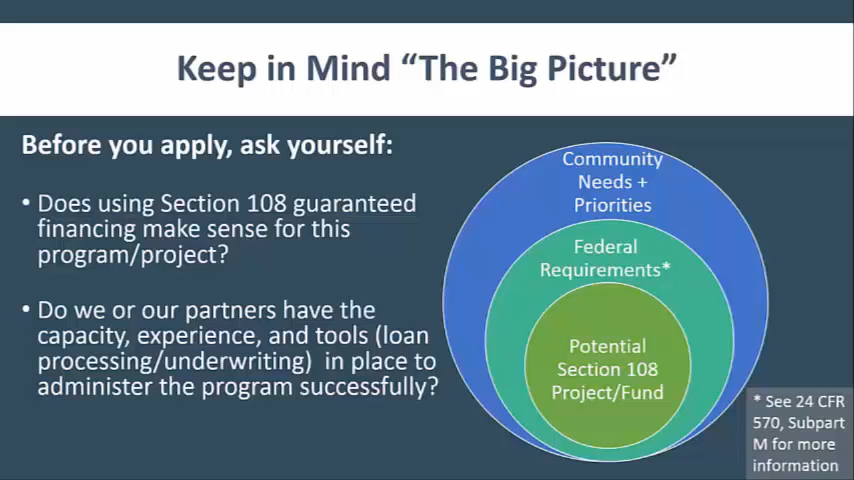 Keep in Mind “The Big Picture”
Before you apply, ask yourself:
• Does using Section 108 guaranteed
financing make sense for this
program/project?
• Do we or our partners have the
capacity, experience, and tools (loan
processing/underwriting) in place to
administer the program successfully?
Community
Needs +
Priorities
Federal
Requirements*
Potential
Section 108
Project/Fund
* See 24 CFR
570, Subpart
M for more
information